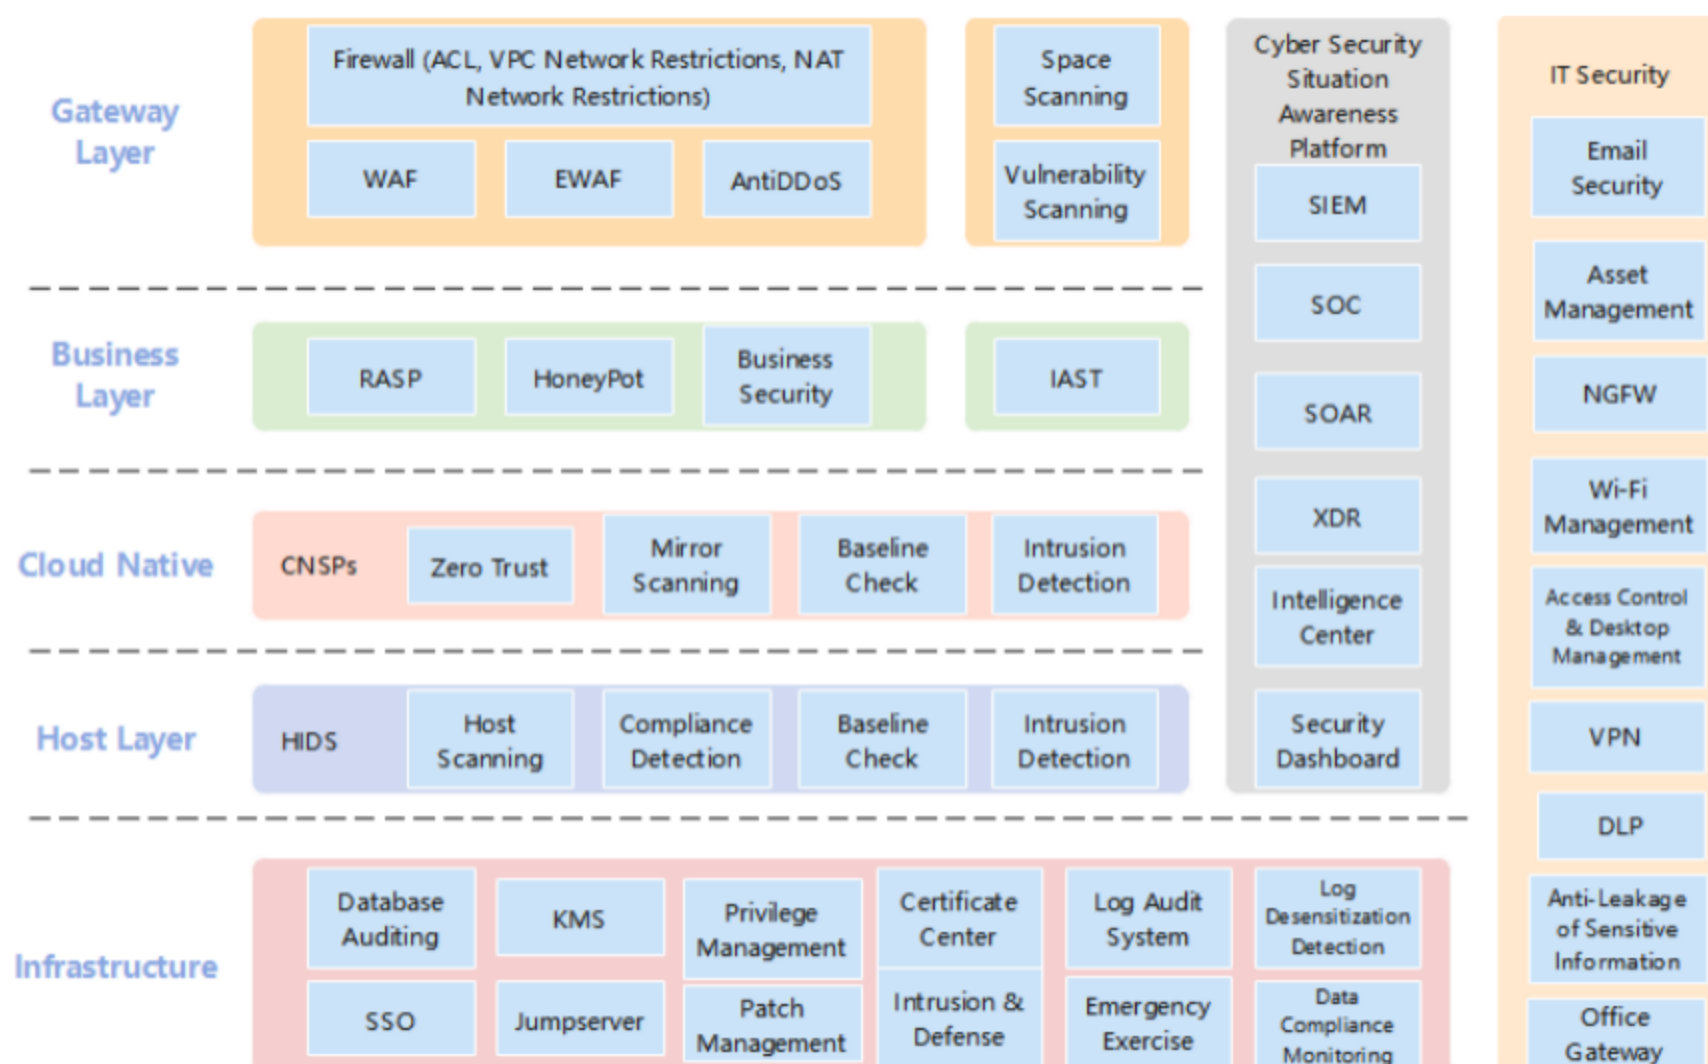 Gateway
Layer
Firewall (ACL, VPC Network Restrictions, NAT
Network Restrictions)
WAF
EWAF
AntiDDoS
Space
Scanning
Vulnerability
Scanning
Business
Layer
RASP
HoneyPot
Business
Security
IAST
Cloud Native
CNSPs
Zero Trust
Mirror
Scanning
Baseline
Check
Intrusion
Detection
Host Layer
HIDS
Host
Scanning
Compliance
Detection
Baseline
Check
Intrusion
Detection
Cyber Security
Situation
Awareness
Platform
SIEM
SOC
SOAR
XDR
Intelligence
Center
Security
Dashboard
Infrastructure
Database
Auditing
KMS
Privilege
Management
Certificate
Center
Log Audit
System
Log
Desensitization
Detection
SSO
Jumpserver
Patch
Management
Intrusion &
Defense
Emergency
Exercise
Data
Compliance
Monitoring
IT Security
Email
Security
Asset
Management
NGFW
Wi-Fi
Management
Access Control
& Desktop
Management
VPN
DLP
Anti-Leakage
of Sensitive
Information
Office
Gateway